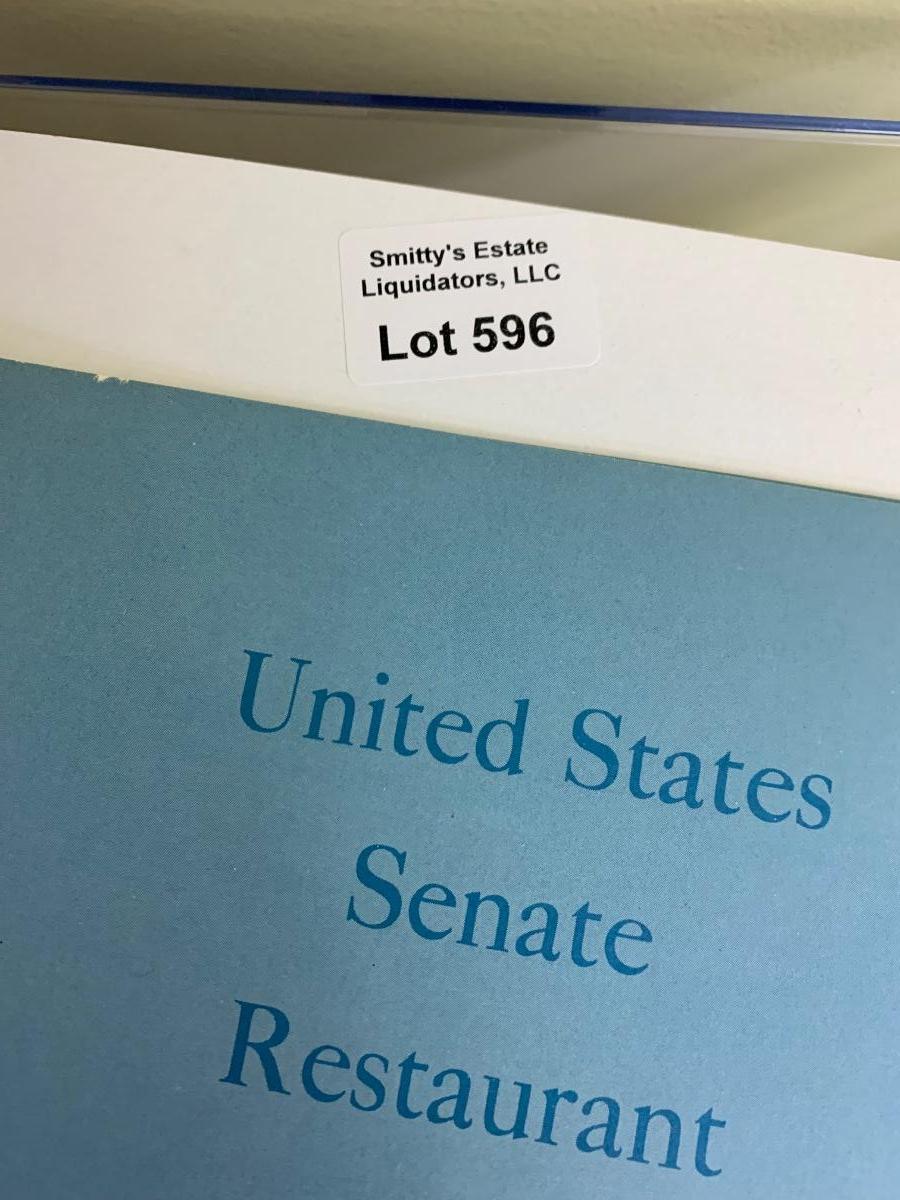 Smitty's Estate
Liquidators, LLC
Lot 596
United States
Senate
Restaurant